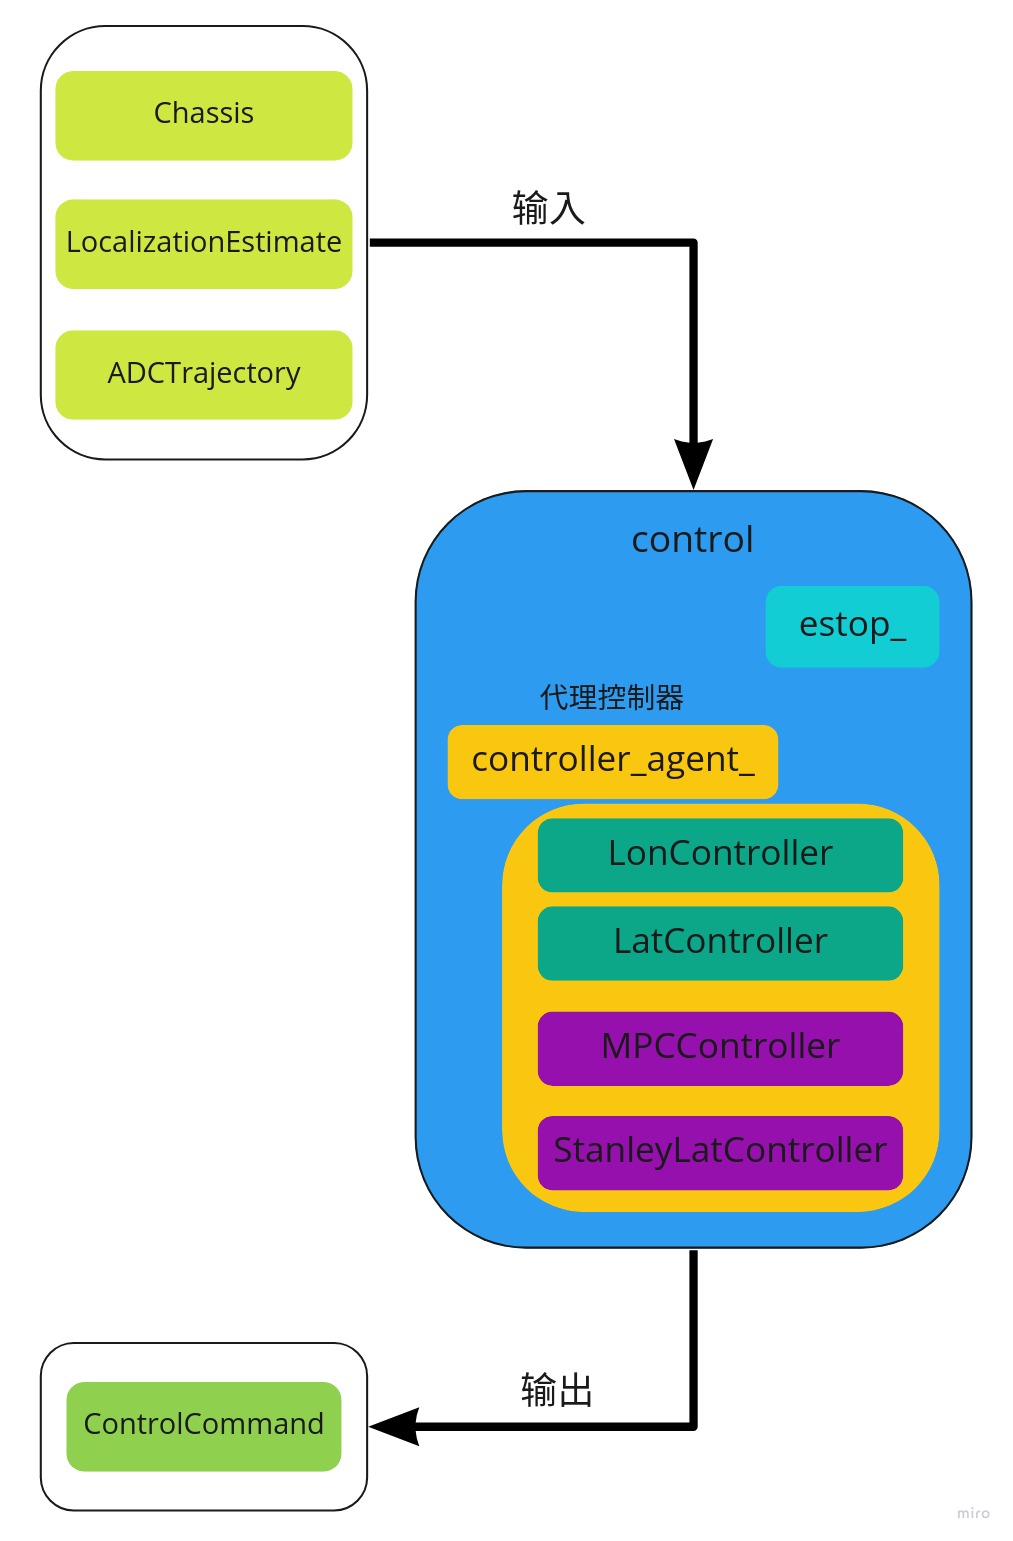 Chassis
LocalizationEstimate
ADCTrajectory
输入
control
estop_
代理控制器
controller_agent_
LonController
LatController
MPCController
StanleyLatController
输出
ControlCommand
miro